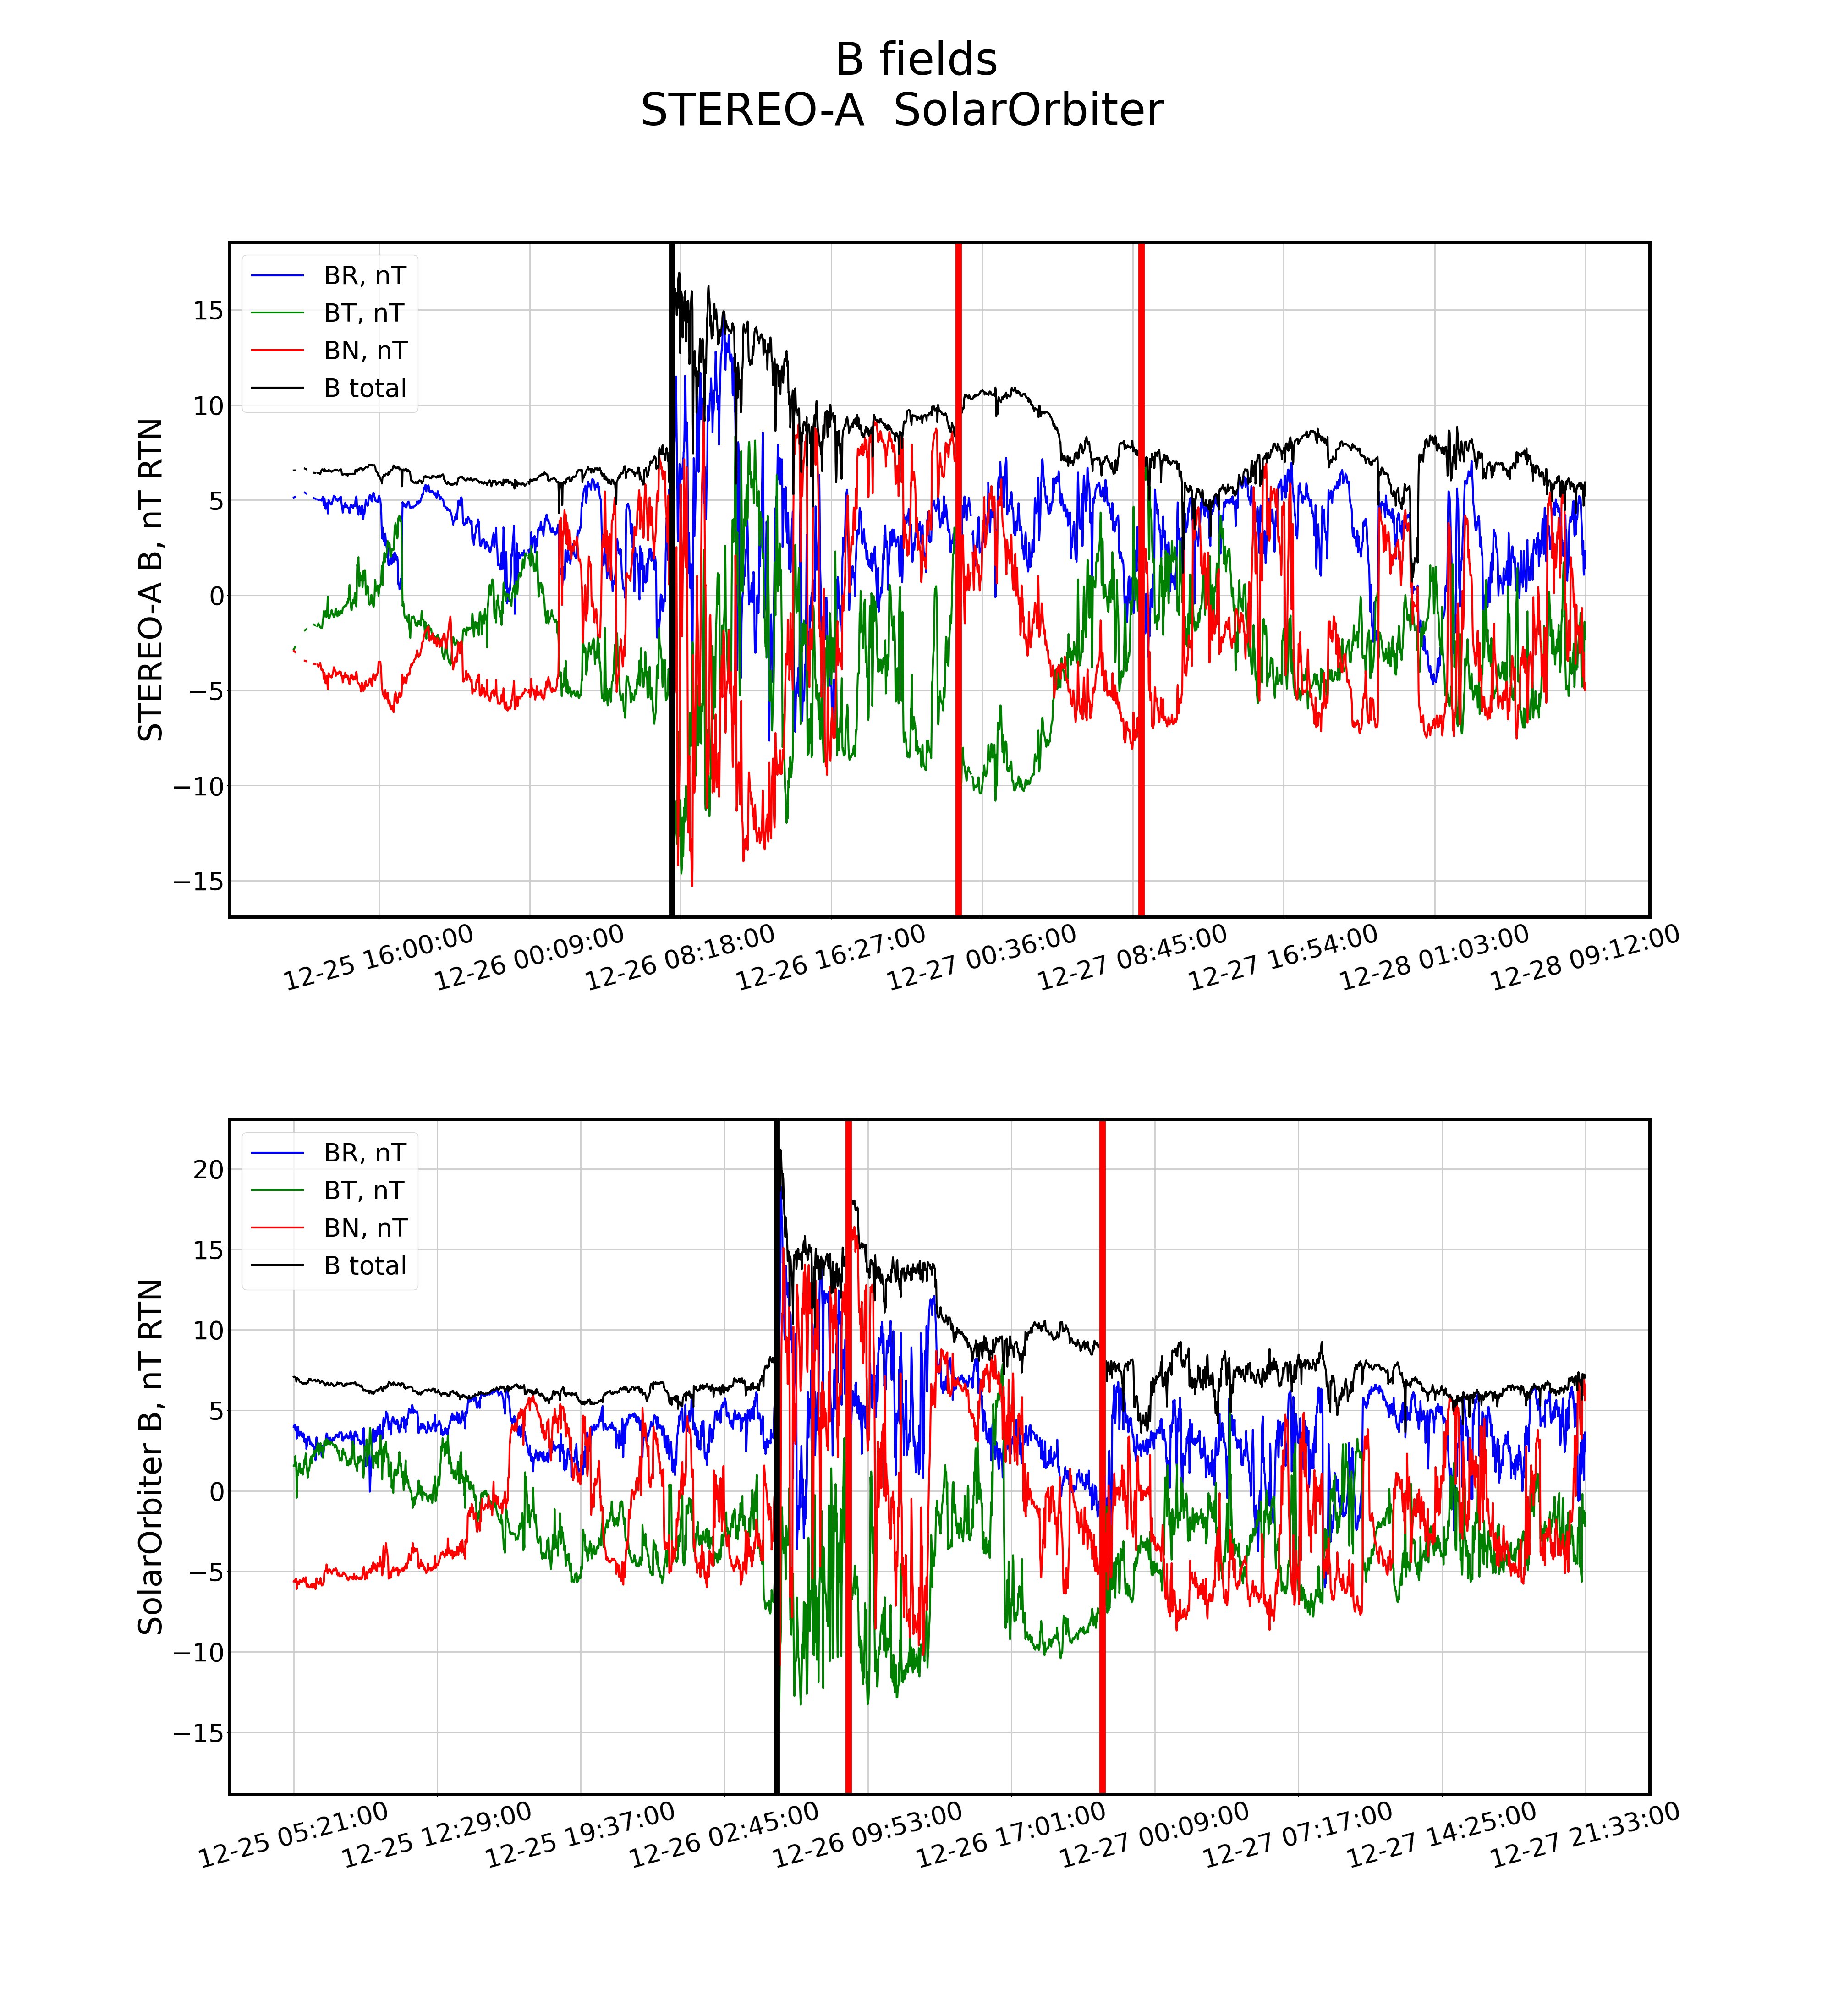 B fields
STEREO-A  SolarOrbiter
BR, nT
BT, nT
BN, nT
B total
STEREO-A B, nT RTN
15
10
5
0
−5
−10
−15
12-25 16:00:00
12-26 00:09:00
12-26 08:18:00
12-26 16:27:00
12-27 00:36:00
12-27 08:45:00
12-27 16:54:00
12-28 01:03:00
12-28 09:12:00
BR, nT
BT, nT
BN, nT
B total
SolarOrbiter B, nT RTN
20
15
10
5
0
−5
−10
−15
12-25 05:21:00
12-25 12:29:00
12-25 19:37:00
12-26 02:45:00
12-26 09:53:00
12-26 17:01:00
12-27 00:09:00
12-27 07:17:00
12-27 14:25:00
12-27 21:33:00